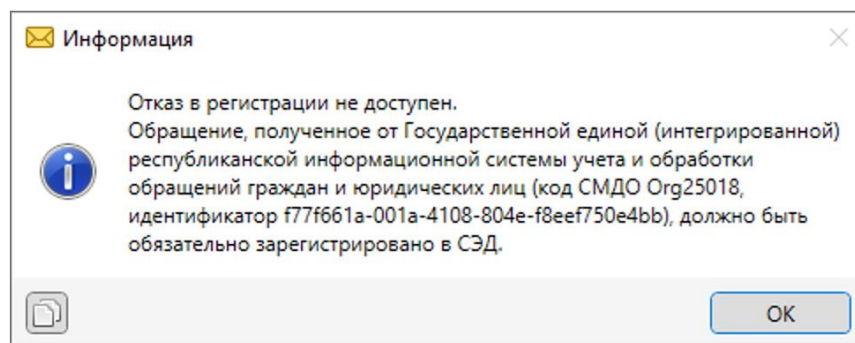 Информация
Отказ в регистрации не доступен.
Обращение, полученное от Государственной единой (интегрированной)
республиканской информационной системы учета и обработки
обращений граждан и юридических лиц (код СМДО Org25018,
идентификатор f77f661a-001a-4108-804e-f8eef750e4bb), должно быть
обязательно зарегистрировано в СЭД.
ОК